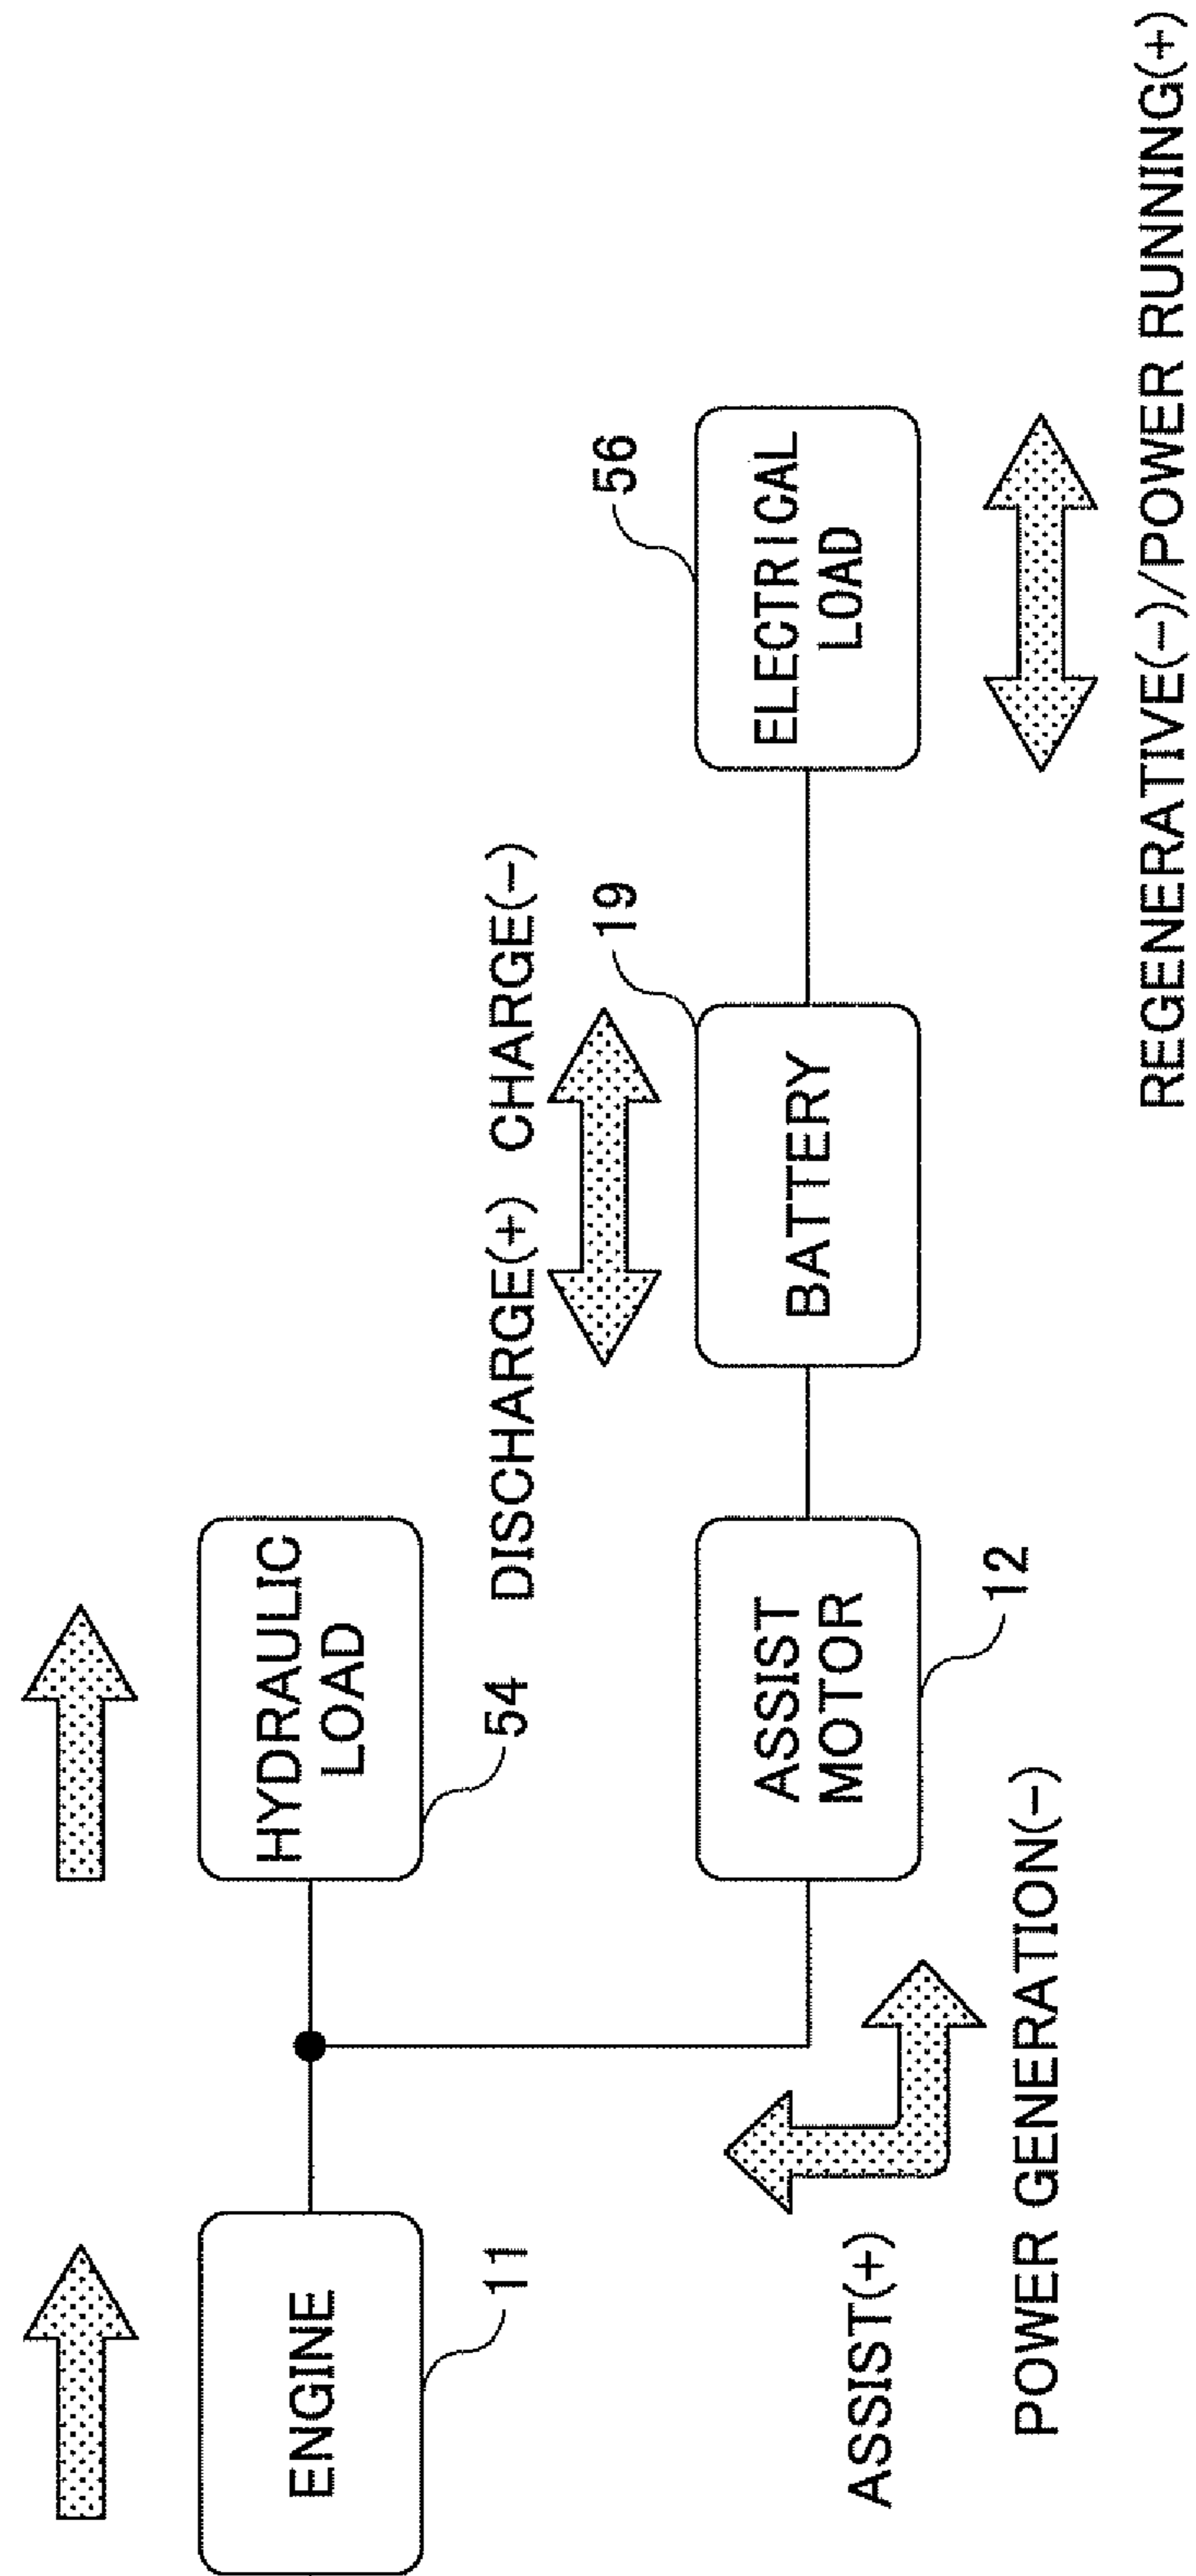 ENGINE
11
HYDRAULIC
LOAD
54
ASSIST(+)
POWER GENERATION(-)
ASSIST
MOTOR
12
DISCHARGE(+) CHARGE(-)
BATTERY
19
ELECTRICAL
LOAD
56
REGENERATIVE(-)/POWER RUNNING(+)